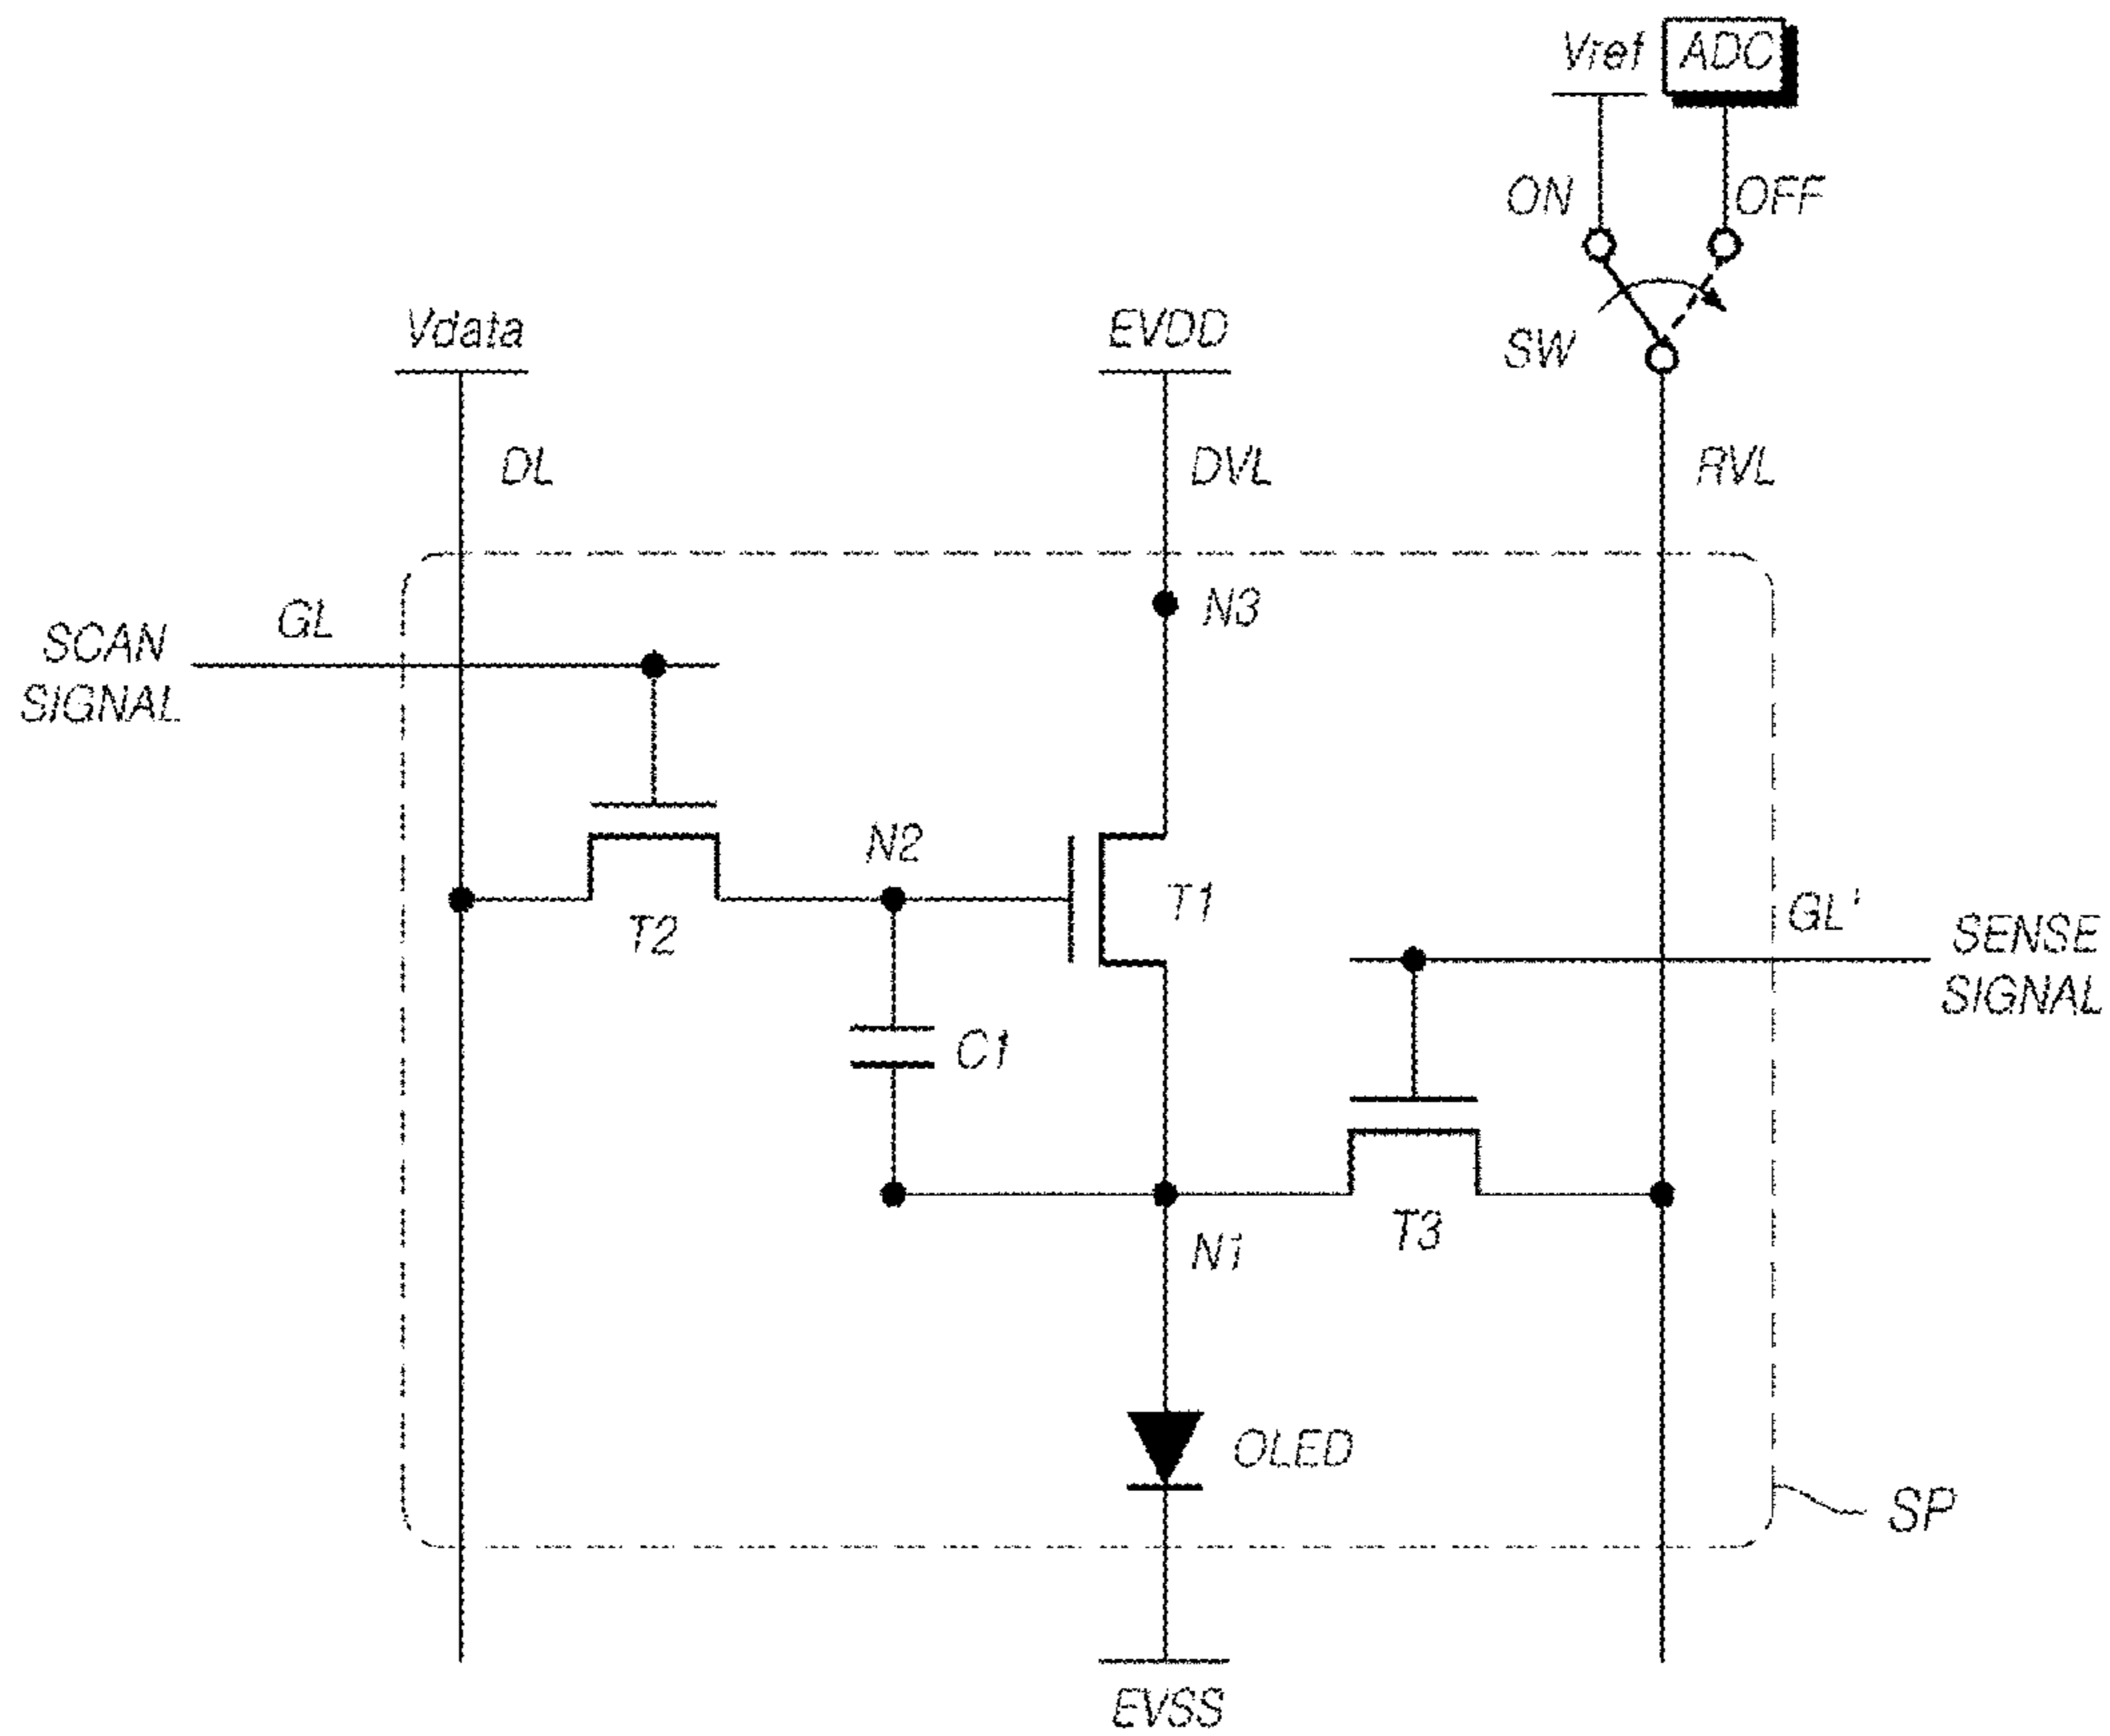 Vref
ADC
ON
OFF
SW
Vdata
EVDD
DL
DVL
RVL
N3
GL
SCAN
SIGNAL
N2
T1
T2
GL'
SENSE
SIGNAL
C1
T3
N1
OLED
SP
EVSS